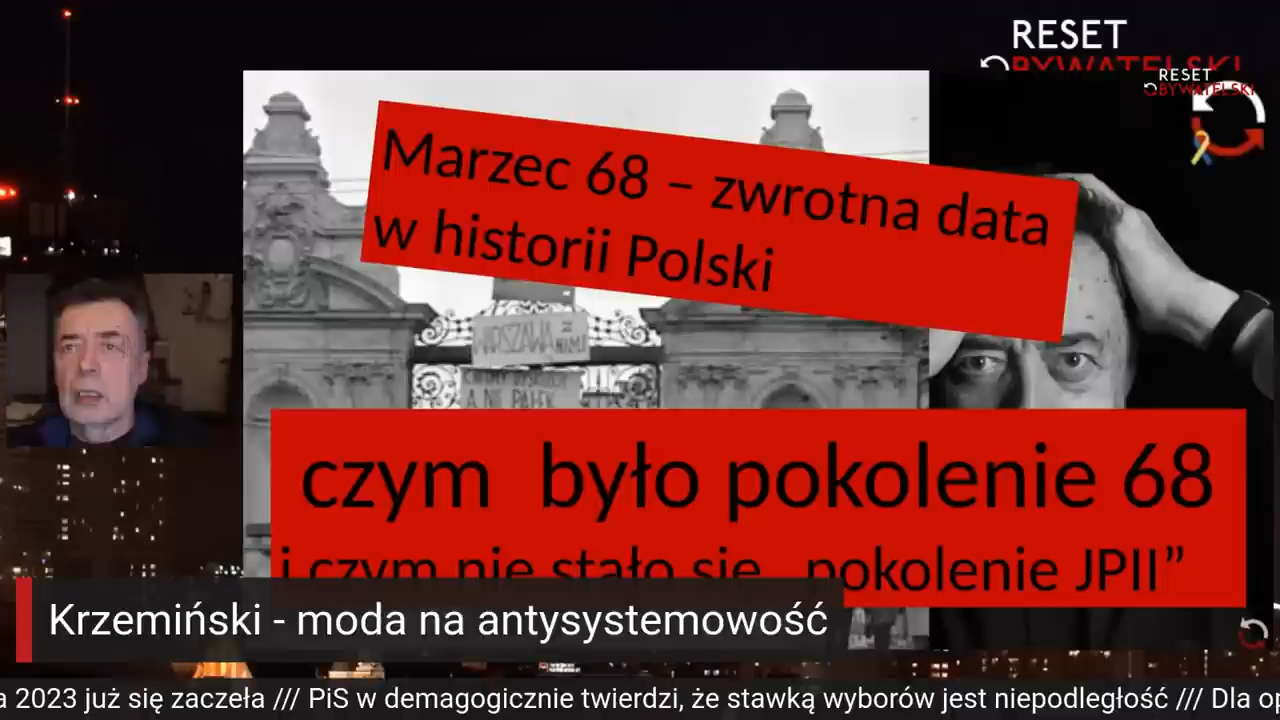 RESET
RESET
OBYWATELSKI
Marzec 68 – zwrotna data
w historii Polski
WARSZAWA Z NAMI
A NIE PAŁEK
czym było pokolenie 68
i czym nie stało się „pokolenie JPII”
Krzemiński - moda na antysystemowość
a 2023 już się zaczeła /// PiS w demagogicznie twierdzi, że stawką wyborów jest niepodległość /// Dla op